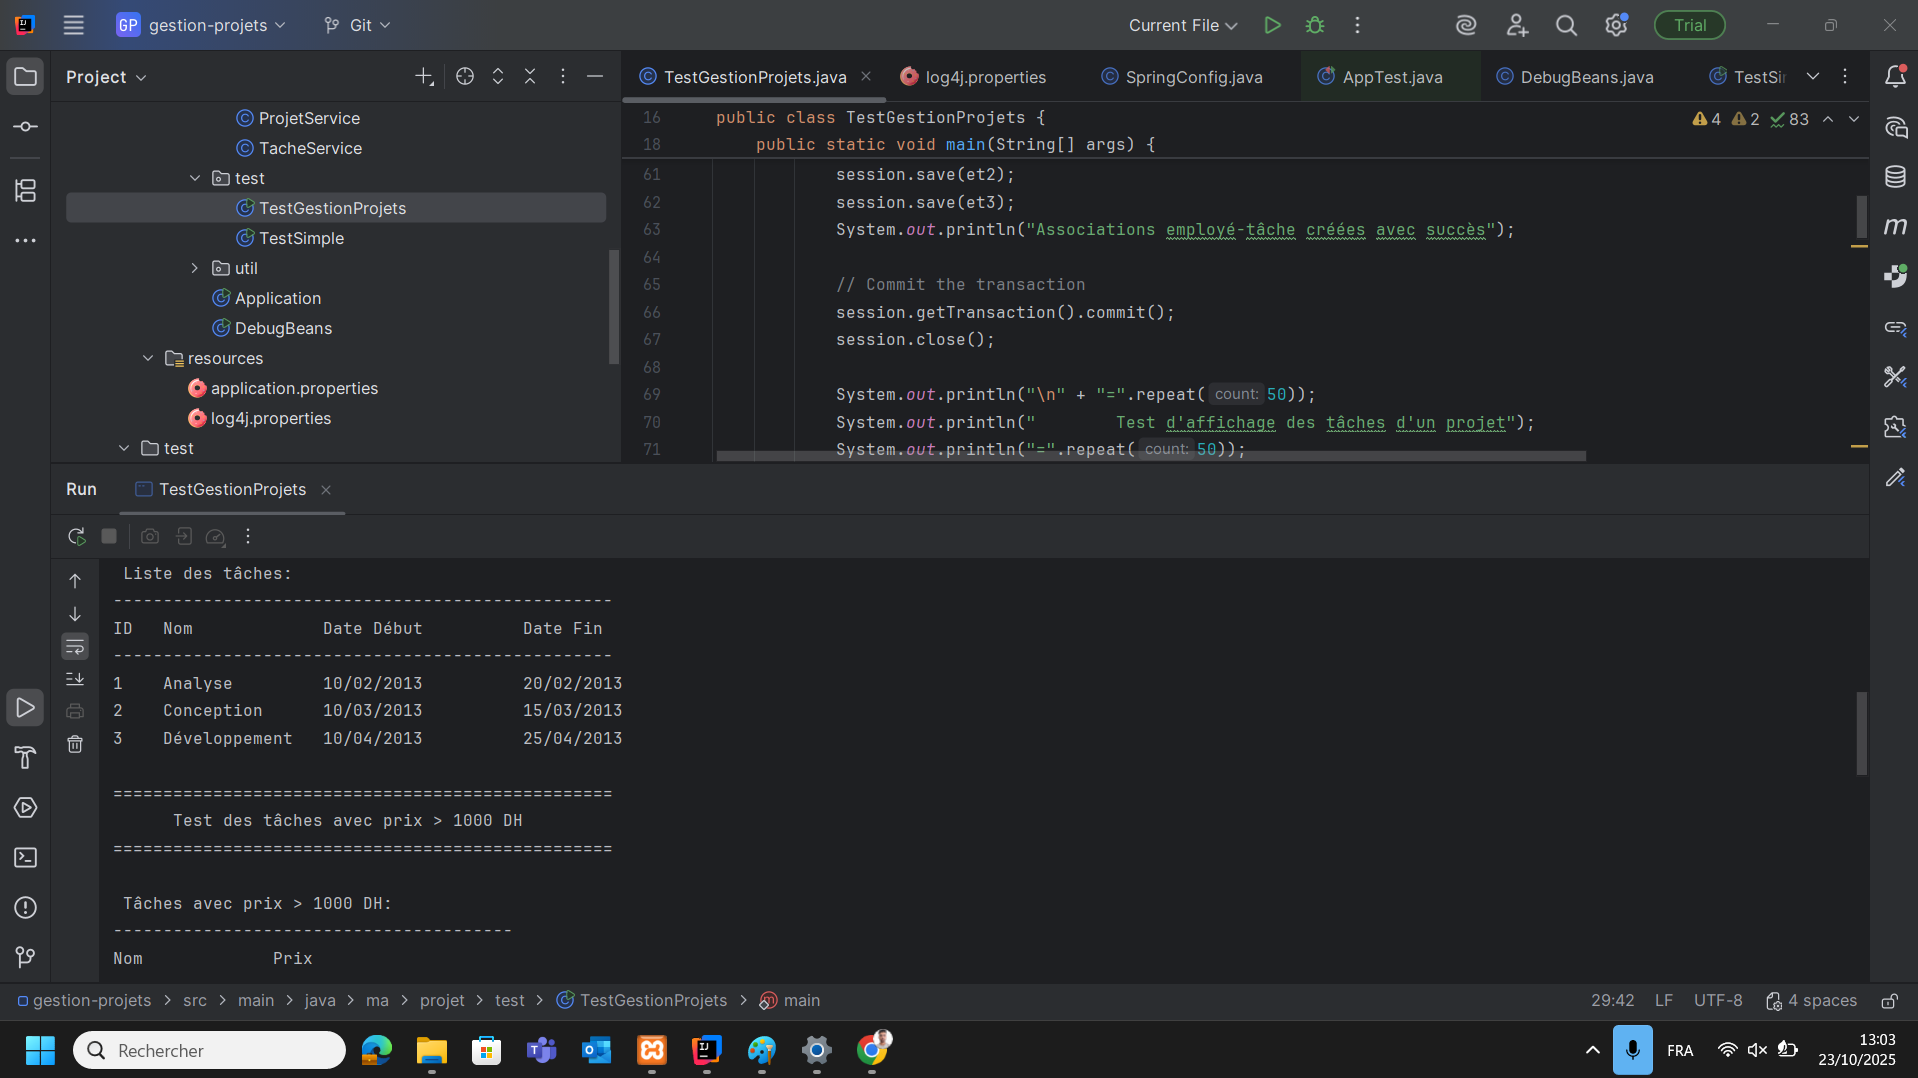 GP gestion-projets Git Current File Trial
Project
TestGestionProjets.java log4j.properties SpringConfig.java AppTest.java DebugBeans.java TestSi
ProjetService
TacheService
test
TestGestionProjets
TestSimple
util
Application
DebugBeans
resources
application.properties
log4j.properties
test
4 2 83
16 public class TestGestionProjets {
18 public static void main(String[] args) {
61 session.save(et2);
62 session.save(et3);
63 System.out.println("Associations employé-tâche créées avec succès");
64
65 // Commit the transaction
66 session.getTransaction().commit();
67 session.close();
68
69 System.out.println("\n" + "=".repeat( count: 50));
70 System.out.println("        Test d'affichage des tâches d'un projet");
71 System.out.println("=".repeat( count: 50));
Run TestGestionProjets
Liste des tâches:
--------------------------------------------------
ID Nom Date Début Date Fin
--------------------------------------------------
1 Analyse 10/02/2013 20/02/2013
2 Conception 10/03/2013 15/03/2013
3 Développement 10/04/2013 25/04/2013
==================================================
Test des tâches avec prix > 1000 DH
==================================================
Tâches avec prix > 1000 DH:
----------------------------------------
Nom Prix
gestion-projets > src > main > java > ma > projet > test > TestGestionProjets > main
29:42 LF UTF-8 4 spaces
Rechercher
FRA
13:03
23/10/2025